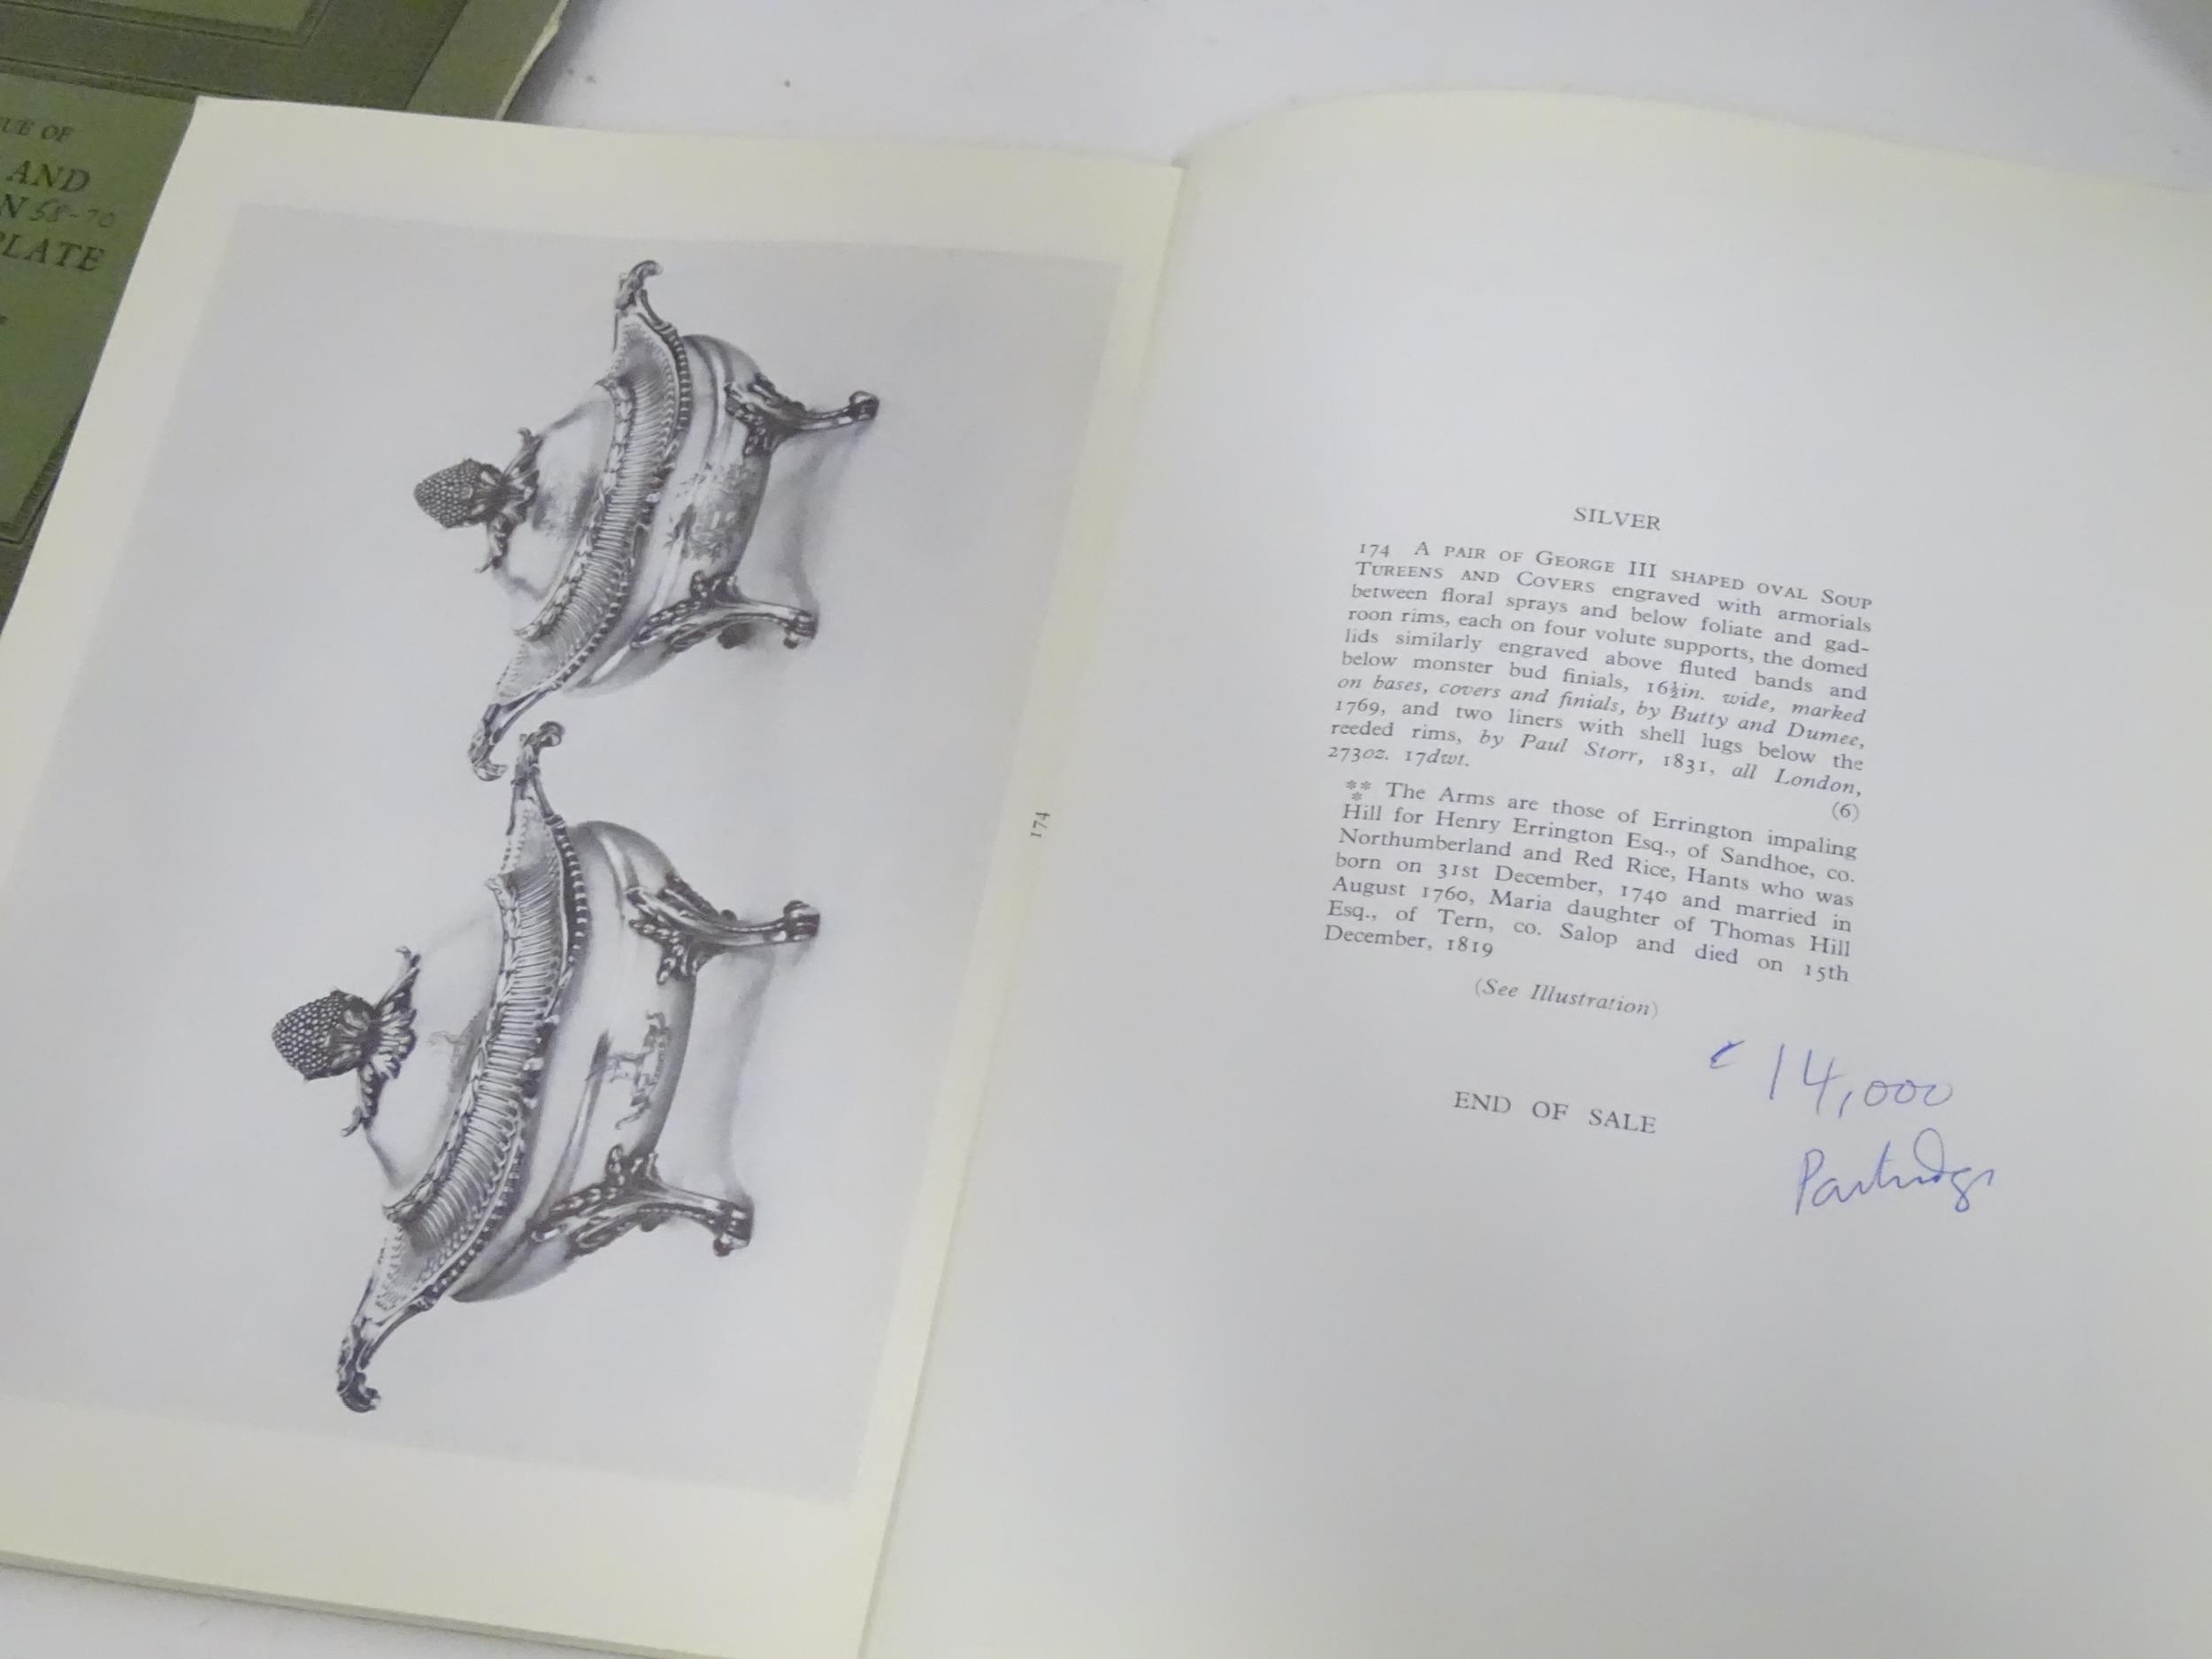 UE OF
AND
N 58-70
PLATE
174
SILVER
174 A PAIR OF GEORGE III SHAPED OVAL SOUP
TUREENS AND COVERS engraved with armorials
between floral sprays and below foliate and gad-
roon rims, each on four volute supports, the domed
lids similarly engraved above fluted bands and
below monster bud finials, 16½in. wide, marked
on bases, covers and finials, by Butty and Dumee,
1769, and two liners with shell lugs below the
reeded rims, by Paul Storr, 1831, all London,
273oz. 17dwt. (6)
*** The Arms are those of Errington impaling
Hill for Henry Errington Esq., of Sandhoe, co.
Northumberland and Red Rice, Hants who was
born on 31st December, 1740 and married in
August 1760, Maria daughter of Thomas Hill
Esq., of Tern, co. Salop and died on 15th
December, 1819
(See Illustration)
14,000
END OF SALE
Partridge